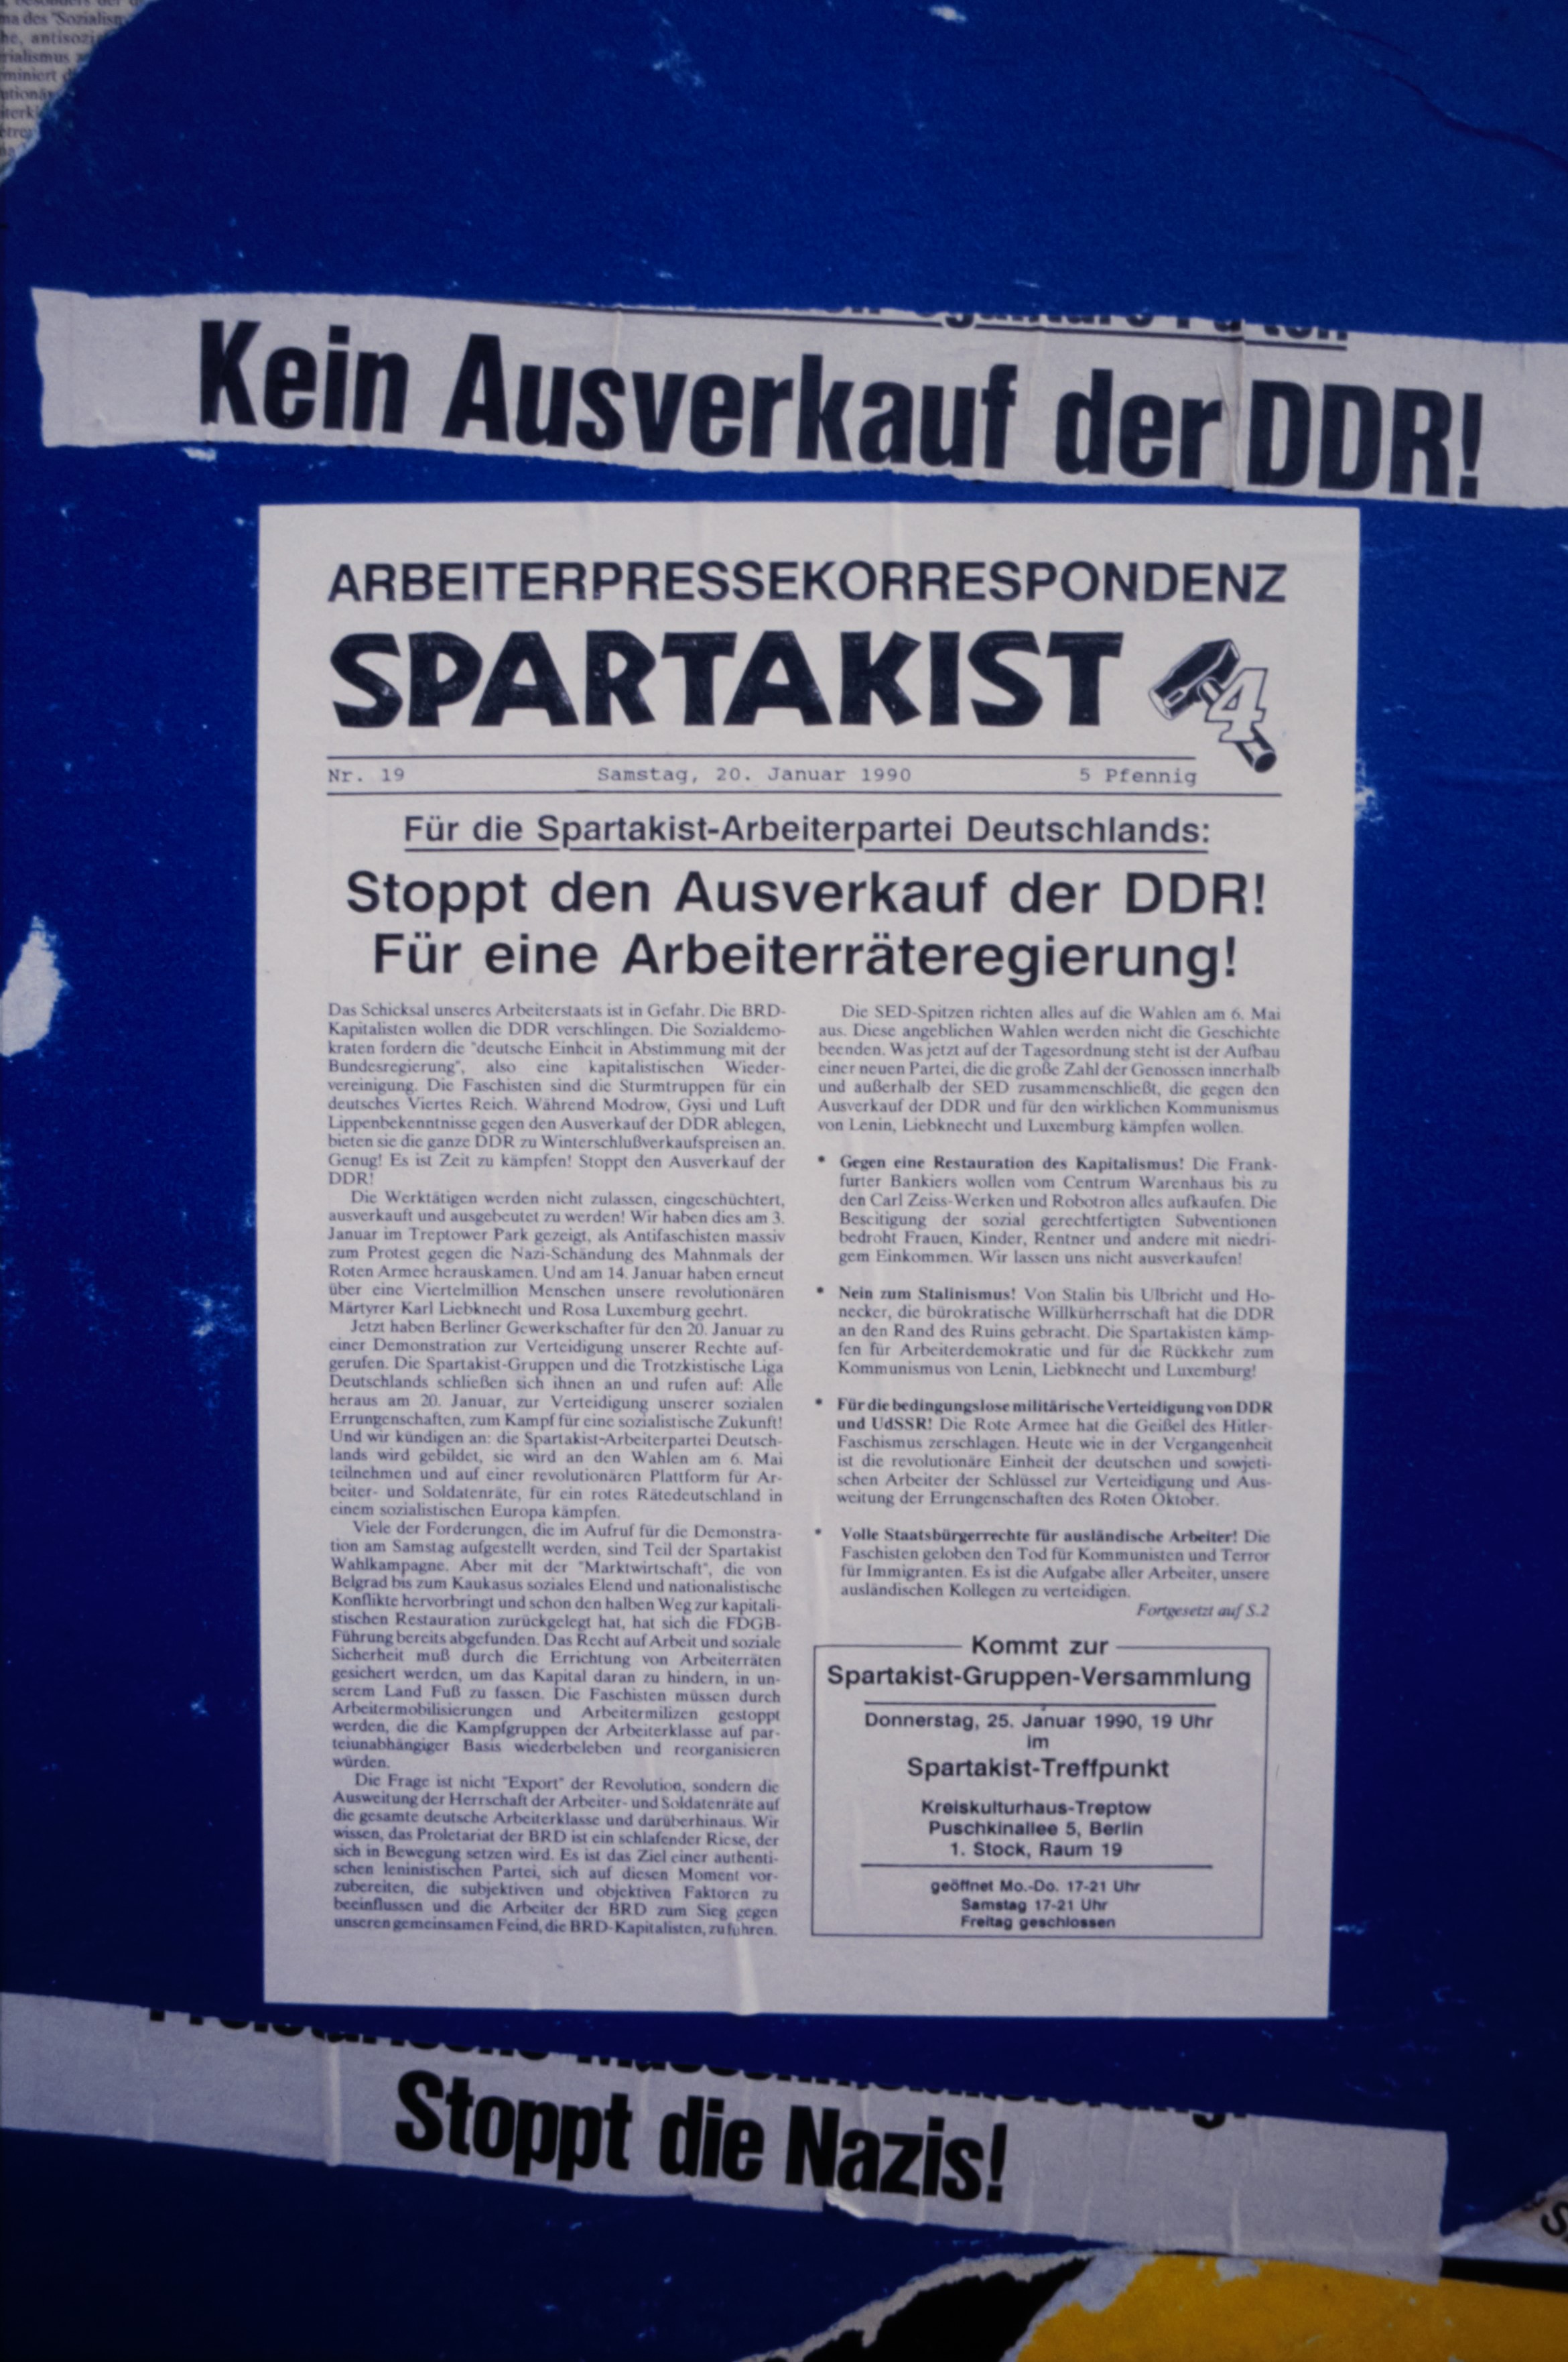 ma des "Sozialism
Kein Ausverkauf der DDR!
ARBEITERPRESSEKORRESPONDENZ
SPARTAKIST
4
Nr. 19 Samstag, 20. Januar 1990 5 Pfennig
Für die Spartakist-Arbeiterpartei Deutschlands:
Stoppt den Ausverkauf der DDR!
Für eine Arbeiterräteregierung!
Das Schicksal unseres Arbeiterstaats ist in Gefahr. Die BRD-
Kapitalisten wollen die DDR verschlingen. Die Sozialdemo-
kraten fordern die "deutsche Einheit in Abstimmung mit der
Bundesregierung", also eine kapitalistischen Wieder-
vereinigung. Die Faschisten sind die Sturmtruppen für ein
deutsches Viertes Reich. Während Modrow, Gysi und Luft
Lippenbekenntnisse gegen den Ausverkauf der DDR ablegen,
bieten sie die ganze DDR zu Winterschlußverkaufspreisen an.
Genug! Es ist Zeit zu kämpfen! Stoppt den Ausverkauf der
DDR!
Die Werktätigen werden nicht zulassen, eingeschüchtert,
ausverkauft und ausgebeutet zu werden! Wir haben dies am 3.
Januar im Treptower Park gezeigt, als Antifaschisten massiv
zum Protest gegen die Nazi-Schändung des Mahnmals der
Roten Armee herauskamen. Und am 14. Januar haben erneut
über eine Viertelmillion Menschen unsere revolutionären
Märtyrer Karl Liebknecht und Rosa Luxemburg geehrt.
Jetzt haben Berliner Gewerkschafter für den 20. Januar zu
einer Demonstration zur Verteidigung unserer Rechte auf-
gerufen. Die Spartakist-Gruppen und die Trotzkistische Liga
Deutschlands schließen sich ihnen an und rufen auf: Alle
heraus am 20. Januar, zur Verteidigung unserer sozialen
Errungenschaften, zum Kampf für eine sozialistische Zukunft!
Und wir kündigen an: die Spartakist-Arbeiterpartei Deutsch-
lands wird gebildet, sie wird an den Wahlen am 6. Mai
teilnehmen und auf einer revolutionären Plattform für Ar-
beiter- und Soldatenräte, für ein rotes Rätedeutschland in
einem sozialistischen Europa kämpfen.
Viele der Forderungen, die im Aufruf für die Demonstra-
tion am Samstag aufgestellt werden, sind Teil der Spartakist
Wahlkampagne. Aber mit der "Marktwirtschaft", die von
Belgrad bis zum Kaukasus soziales Elend und nationalistische
Konflikte hervorbringt und schon den halben Weg zur kapitali-
stischen Restauration zurückgelegt hat, hat sich die FDGB-
Führung bereits abgefunden. Das Recht auf Arbeit und soziale
Sicherheit muß durch die Errichtung von Arbeiterräten
gesichert werden, um das Kapital daran zu hindern, in un-
serem Land Fuß zu fassen. Die Faschisten müssen durch
Arbeitermobilisierungen und Arbeitermilizen gestoppt
werden, die die Kampfgruppen der Arbeiterklasse auf par-
teiunabhängiger Basis wiederbeleben und reorganisieren
würden.
Die Frage ist nicht "Export" der Revolution, sondern die
Ausweitung der Herrschaft der Arbeiter- und Soldatenräte auf
die gesamte deutsche Arbeiterklasse und darüberhinaus. Wir
wissen, das Proletariat der BRD ist ein schlafender Riese, der
sich in Bewegung setzen wird. Es ist das Ziel einer authenti-
schen leninistischen Partei, sich auf diesen Moment vor-
zubereiten, die subjektiven und objektiven Faktoren zu
beeinflussen und die Arbeiter der BRD zum Sieg gegen
unseren gemeinsamen Feind, die BRD-Kapitalisten, zu führen.
Die SED-Spitzen richten alles auf die Wahlen am 6. Mai
aus. Diese angeblichen Wahlen werden nicht die Geschichte
beenden. Was jetzt auf der Tagesordnung steht ist der Aufbau
einer neuen Partei, die die große Zahl der Genossen innerhalb
und außerhalb der SED zusammenschließt, die gegen den
Ausverkauf der DDR und für den wirklichen Kommunismus
von Lenin, Liebknecht und Luxemburg kämpfen wollen.
* Gegen eine Restauration des Kapitalismus! Die Frank-
furter Bankiers wollen vom Centrum Warenhaus bis zu
den Carl Zeiss-Werken und Robotron alles aufkaufen. Die
Beseitigung der sozial gerechtfertigten Subventionen
bedroht Frauen, Kinder, Rentner und andere mit niedri-
gem Einkommen. Wir lassen uns nicht ausverkaufen!
* Nein zum Stalinismus! Von Stalin bis Ulbricht und Ho-
necker, die bürokratische Willkürherrschaft hat die DDR
an den Rand des Ruins gebracht. Die Spartakisten kämp-
fen für Arbeiterdemokratie und für die Rückkehr zum
Kommunismus von Lenin, Liebknecht und Luxemburg!
* Für die bedingungslose militärische Verteidigung von DDR
und UdSSR! Die Rote Armee hat die Geißel des Hitler-
Faschismus zerschlagen. Heute wie in der Vergangenheit
ist die revolutionäre Einheit der deutschen und sowjeti-
schen Arbeiter der Schlüssel zur Verteidigung und Aus-
weitung der Errungenschaften des Roten Oktober.
* Volle Staatsbürgerrechte für ausländische Arbeiter! Die
Faschisten geloben den Tod für Kommunisten und Terror
für Immigranten. Es ist die Aufgabe aller Arbeiter, unsere
ausländischen Kollegen zu verteidigen.
Fortgesetzt auf S.2
Kommt zur
Spartakist-Gruppen-Versammlung
Donnerstag, 25. Januar 1990, 19 Uhr
im
Spartakist-Treffpunkt
Kreiskulturhaus-Treptow
Puschkinallee 5, Berlin
1. Stock, Raum 19
geöffnet Mo.-Do. 17-21 Uhr
Samstag 17-21 Uhr
Freitag geschlossen
Stoppt die Nazis!